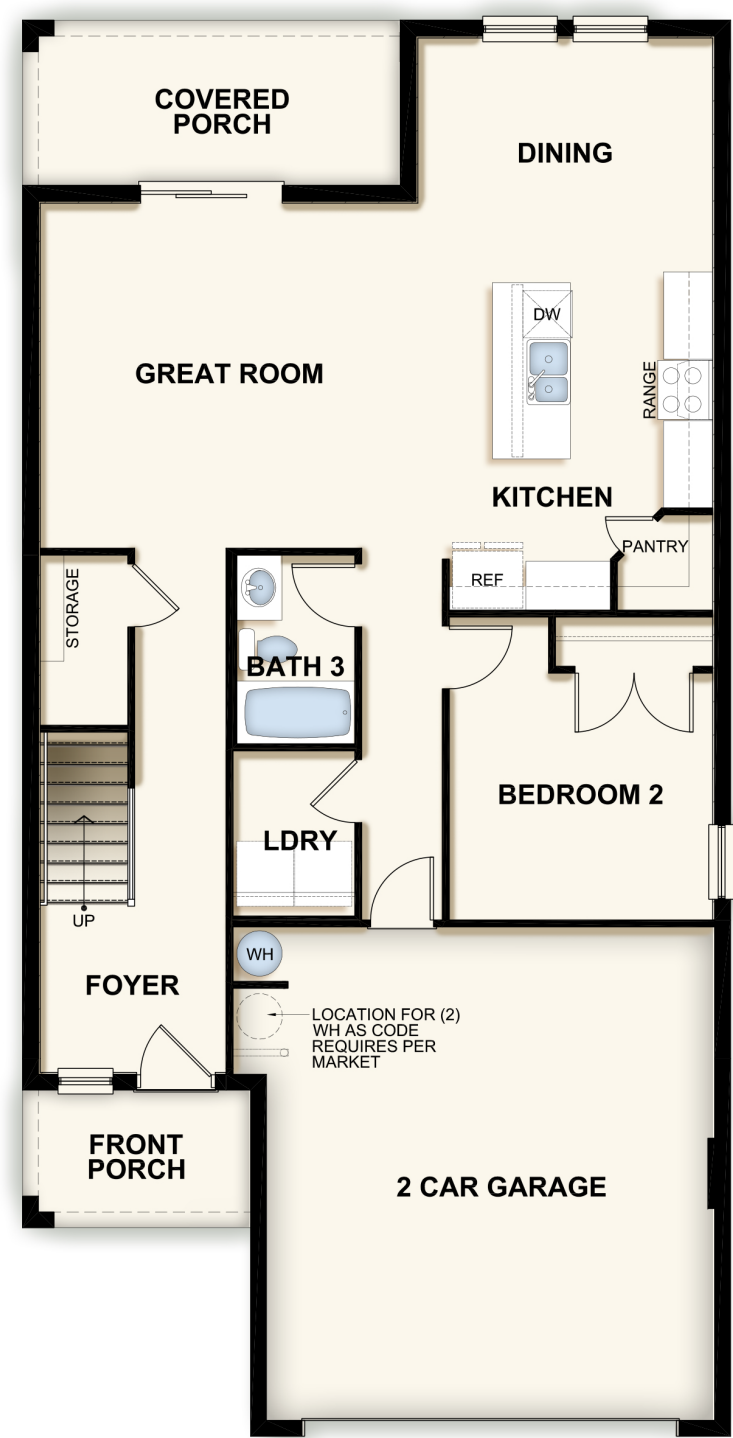 COVERED
PORCH
DINING
DW
GREAT ROOM
RANGE
KITCHEN
PANTRY
REF
STORAGE
BATH 3
BEDROOM 2
LDRY
UP
WH
FOYER
LOCATION FOR (2)
WH AS CODE
REQUIRES PER
MARKET
FRONT
PORCH
2 CAR GARAGE